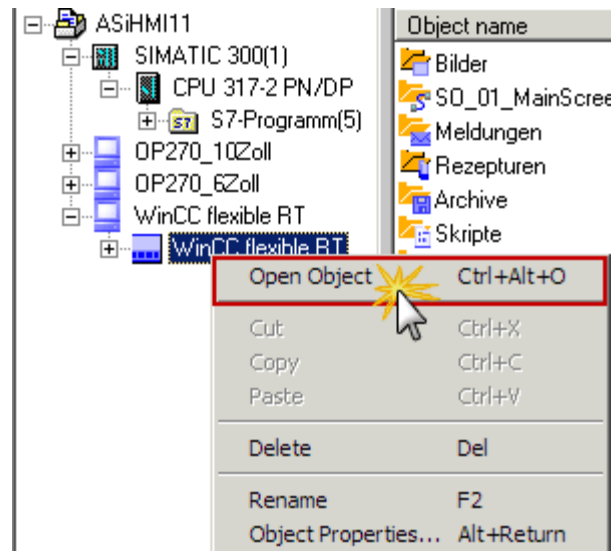 ASiHMI11
SIMATIC 300(1)
CPU 317-2 PN/DP
S7 S7-Programm(5)
OP270_10Zoll
OP270_6Zoll
WinCC flexible RT
WinCC flexible RT
Object name
Bilder
S0_01_MainScree
Meldungen
Rezepturen
Archive
Skripte
Open Object Ctrl+Alt+O
Cut Ctrl+X
Copy Ctrl+C
Paste Ctrl+V
Delete Del
Rename F2
Object Properties... Alt+Return